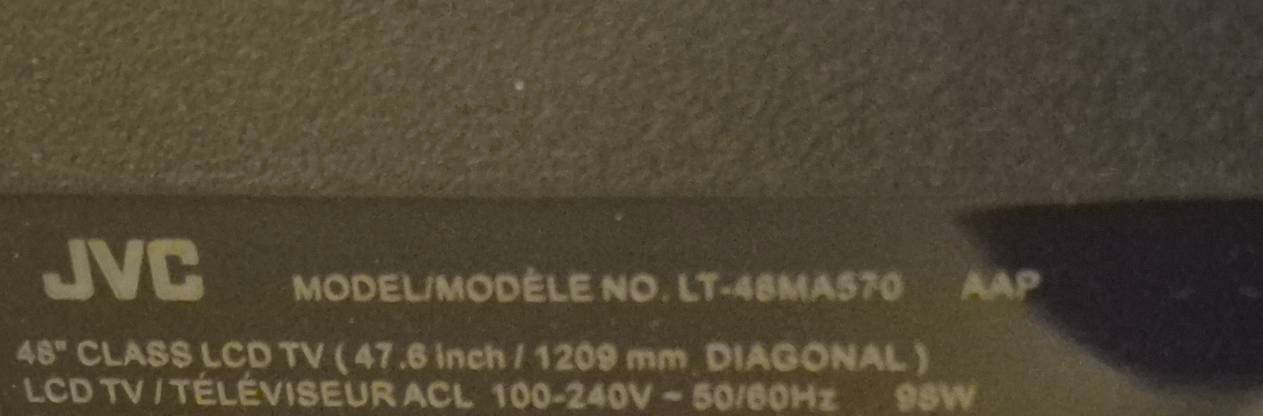 JVC MODEL/MODÈLE NO. LT-48MA570 AAP
48" CLASS LCD TV ( 47.6 inch / 1209 mm DIAGONAL )
LCD TV / TÉLÉVISEUR ACL 100-240V ~ 50/60Hz 98W